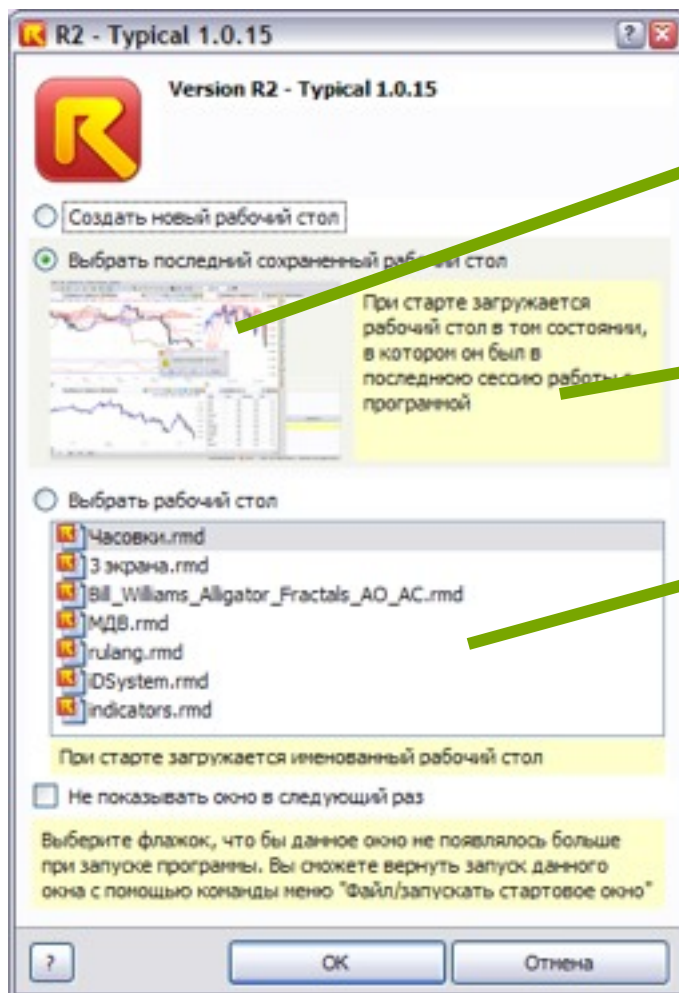 R2 - Typical 1.0.15
Version R2 - Typical 1.0.15
Создать новый рабочий стол
Выбрать последний сохраненный рабочий стол
При старте загружается
рабочий стол в том состоянии,
в котором он был в
последнюю сессию работы с
программой
Выбрать рабочий стол
Часовки.rmd
3 экрана.rmd
Bill_Williams_Alligator_Fractals_AO_AC.rmd
МДВ.rmd
rulang.rmd
iDSystem.rmd
indicators.rmd
При старте загружается именованный рабочий стол
Не показывать окно в следующий раз
Выберите флажок, что бы данное окно не появлялось больше
при запуске программы. Вы сможете вернуть запуск данного
окна с помощью команды меню "Файл/запускать стартовое окно"
? OK Отмена